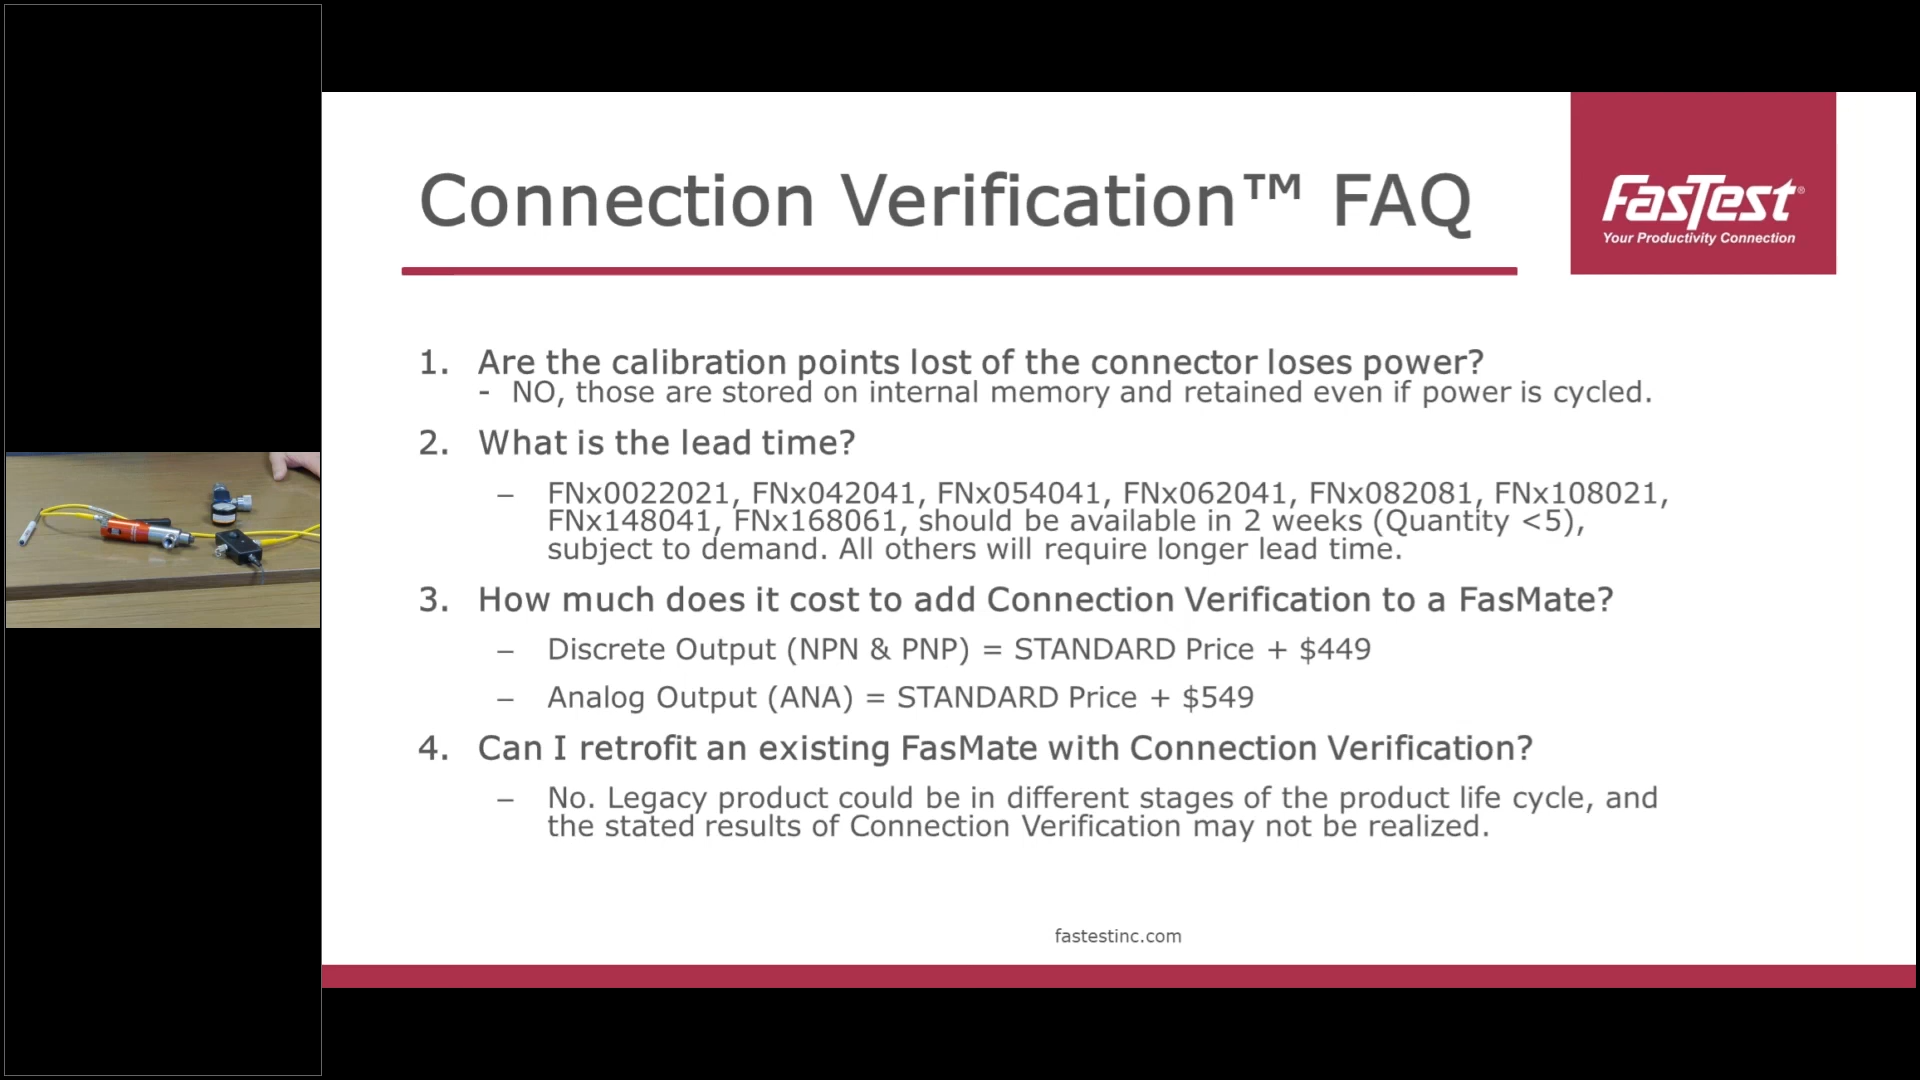 Connection Verification™ FAQ
FasTest®
Your Productivity Connection
1. Are the calibration points lost of the connector loses power?
- NO, those are stored on internal memory and retained even if power is cycled.
2. What is the lead time?
– FNx0022021, FNx042041, FNx054041, FNx062041, FNx082081, FNx108021,
FNx148041, FNx168061, should be available in 2 weeks (Quantity <5),
subject to demand. All others will require longer lead time.
3. How much does it cost to add Connection Verification to a FasMate?
– Discrete Output (NPN & PNP) = STANDARD Price + $449
– Analog Output (ANA) = STANDARD Price + $549
4. Can I retrofit an existing FasMate with Connection Verification?
– No. Legacy product could be in different stages of the product life cycle, and
the stated results of Connection Verification may not be realized.
fastestinc.com